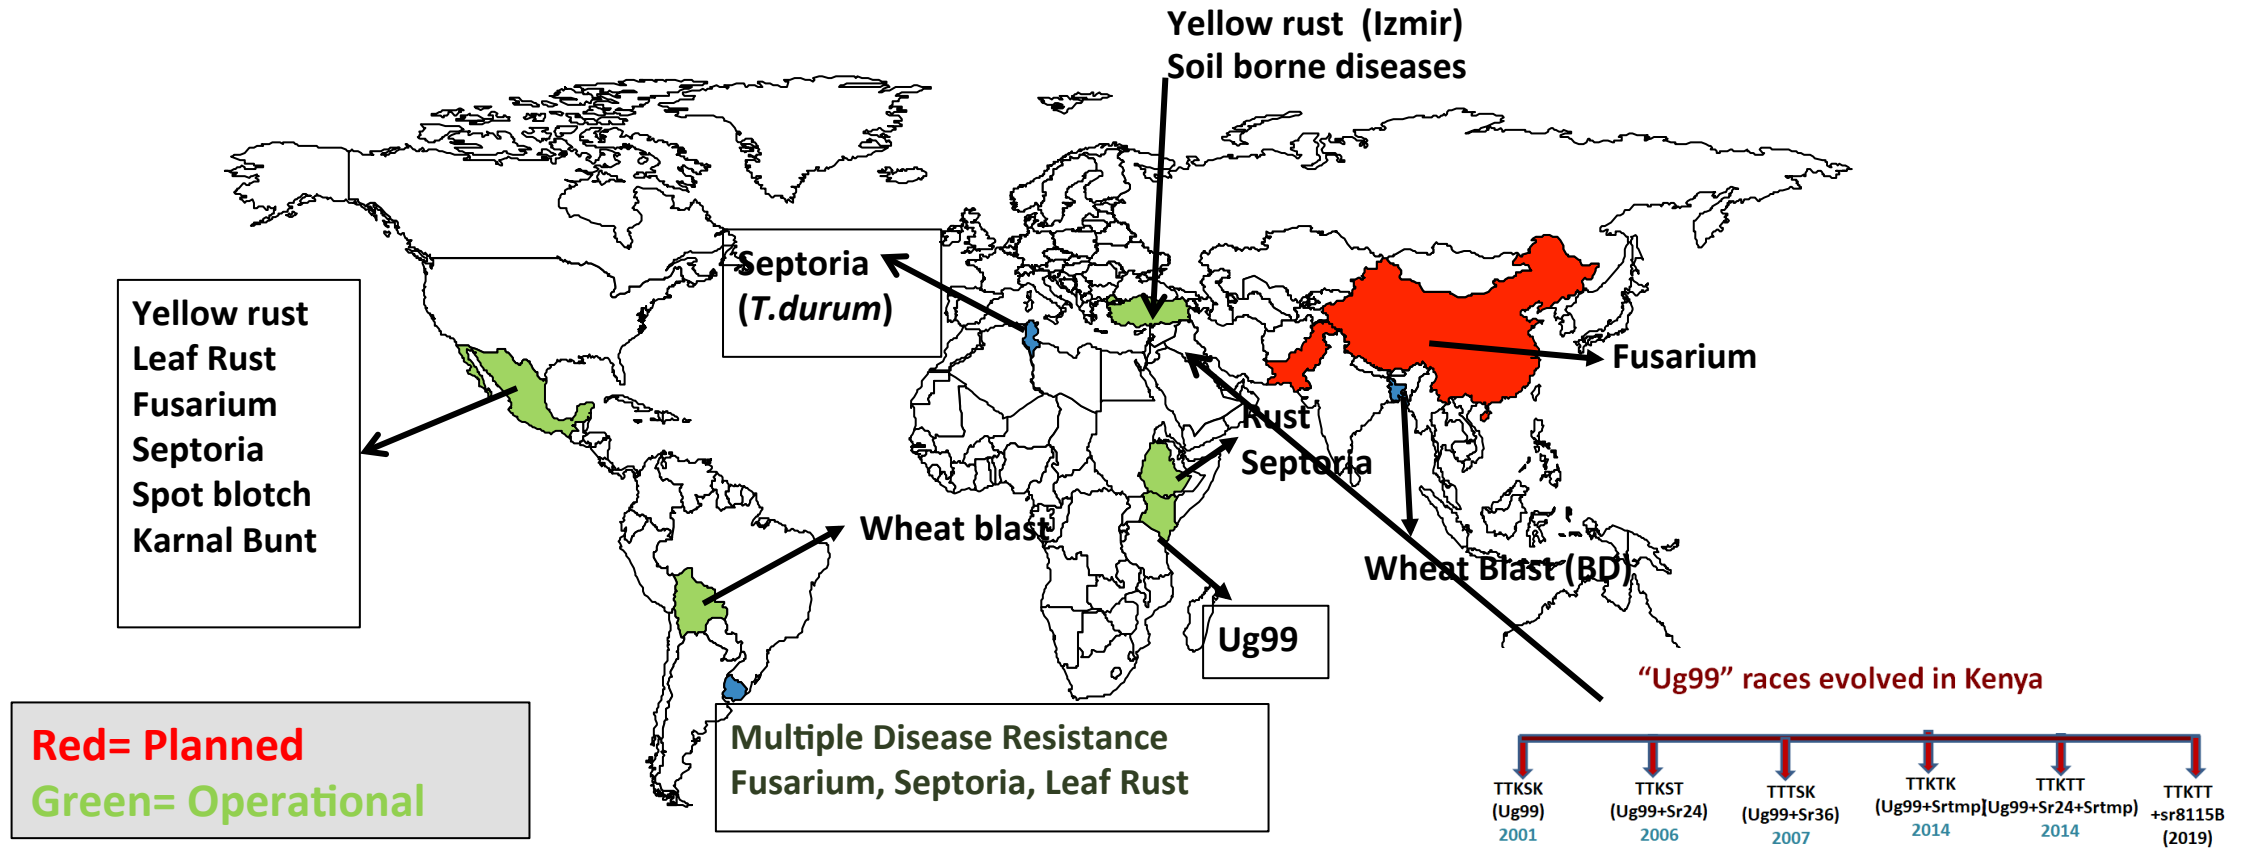 Yellow rust (Izmir)
Soil borne diseases
Septoria
(T.durum)
Yellow rust
Leaf Rust
Fusarium
Septoria
Spot blotch
Karnal Bunt
Fusarium
Rust
Septoria
Wheat blast
Wheat Blast (BD)
Ug99
“Ug99” races evolved in Kenya
Red= Planned
Green= Operational
Multiple Disease Resistance
Fusarium, Septoria, Leaf Rust
TTKSK
(Ug99)
2001
TTKST
(Ug99+Sr24)
2006
TTTSK
(Ug99+Sr36)
2007
TTKTK
(Ug99+Srtmp)
2014
TTKTT
(Ug99+Sr24+Srtmp)
2014
TTKTT
+sr8115B
(2019)